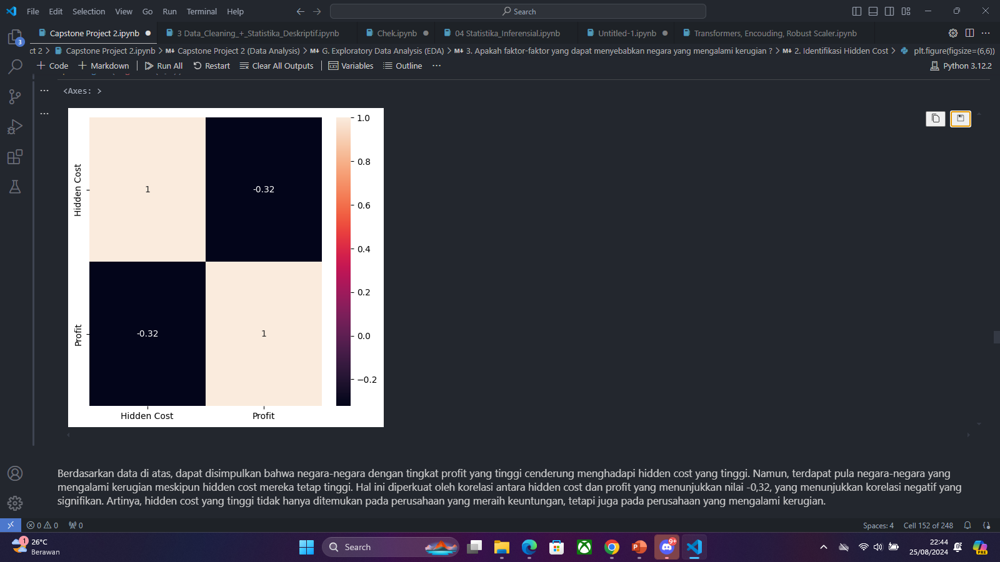 File Edit Selection View Go Run Terminal Help
Search
Capstone Project 2.ipynb
3 Data_Cleaning_+_Statistika_Deskriptif.ipynb
Chek.ipynb
04 Statistika_Inferensial.ipynb
Untitled-1.ipynb
Transformers, Encouding, Robust Scaler.ipynb
ct 2 > Capstone Project 2.ipynb > M↓ Capstone Project 2 (Data Analysis) > M↓ G. Exploratory Data Analysis (EDA) > M↓ 3. Apakah faktor-faktor yang dapat menyebabkan negara yang mengalami kerugian ? > M↓ 2. Identifikasi Hidden Cost > plt.figure(figsize=(6,6))
+ Code + Markdown Run All Restart Clear All Outputs Variables Outline ...
Python 3.12.2
3
<Axes: >
1.0
0.8
0.6
0.4
0.2
0.0
−0.2
Hidden Cost
Profit
1
-0.32
-0.32
1
Hidden Cost
Profit
Berdasarkan data di atas, dapat disimpulkan bahwa negara-negara dengan tingkat profit yang tinggi cenderung menghadapi hidden cost yang tinggi. Namun, terdapat pula negara-negara yang
mengalami kerugian meskipun hidden cost mereka tetap tinggi. Hal ini diperkuat oleh korelasi antara hidden cost dan profit yang menunjukkan nilai -0,32, yang menunjukkan korelasi negatif yang
signifikan. Artinya, hidden cost yang tinggi tidak hanya ditemukan pada perusahaan yang meraih keuntungan, tetapi juga pada perusahaan yang mengalami kerugian.
0 0 0
Spaces: 4 Cell 152 of 248
1
26°C
Berawan
Search
P
9+
22:44
25/08/2024
PRE